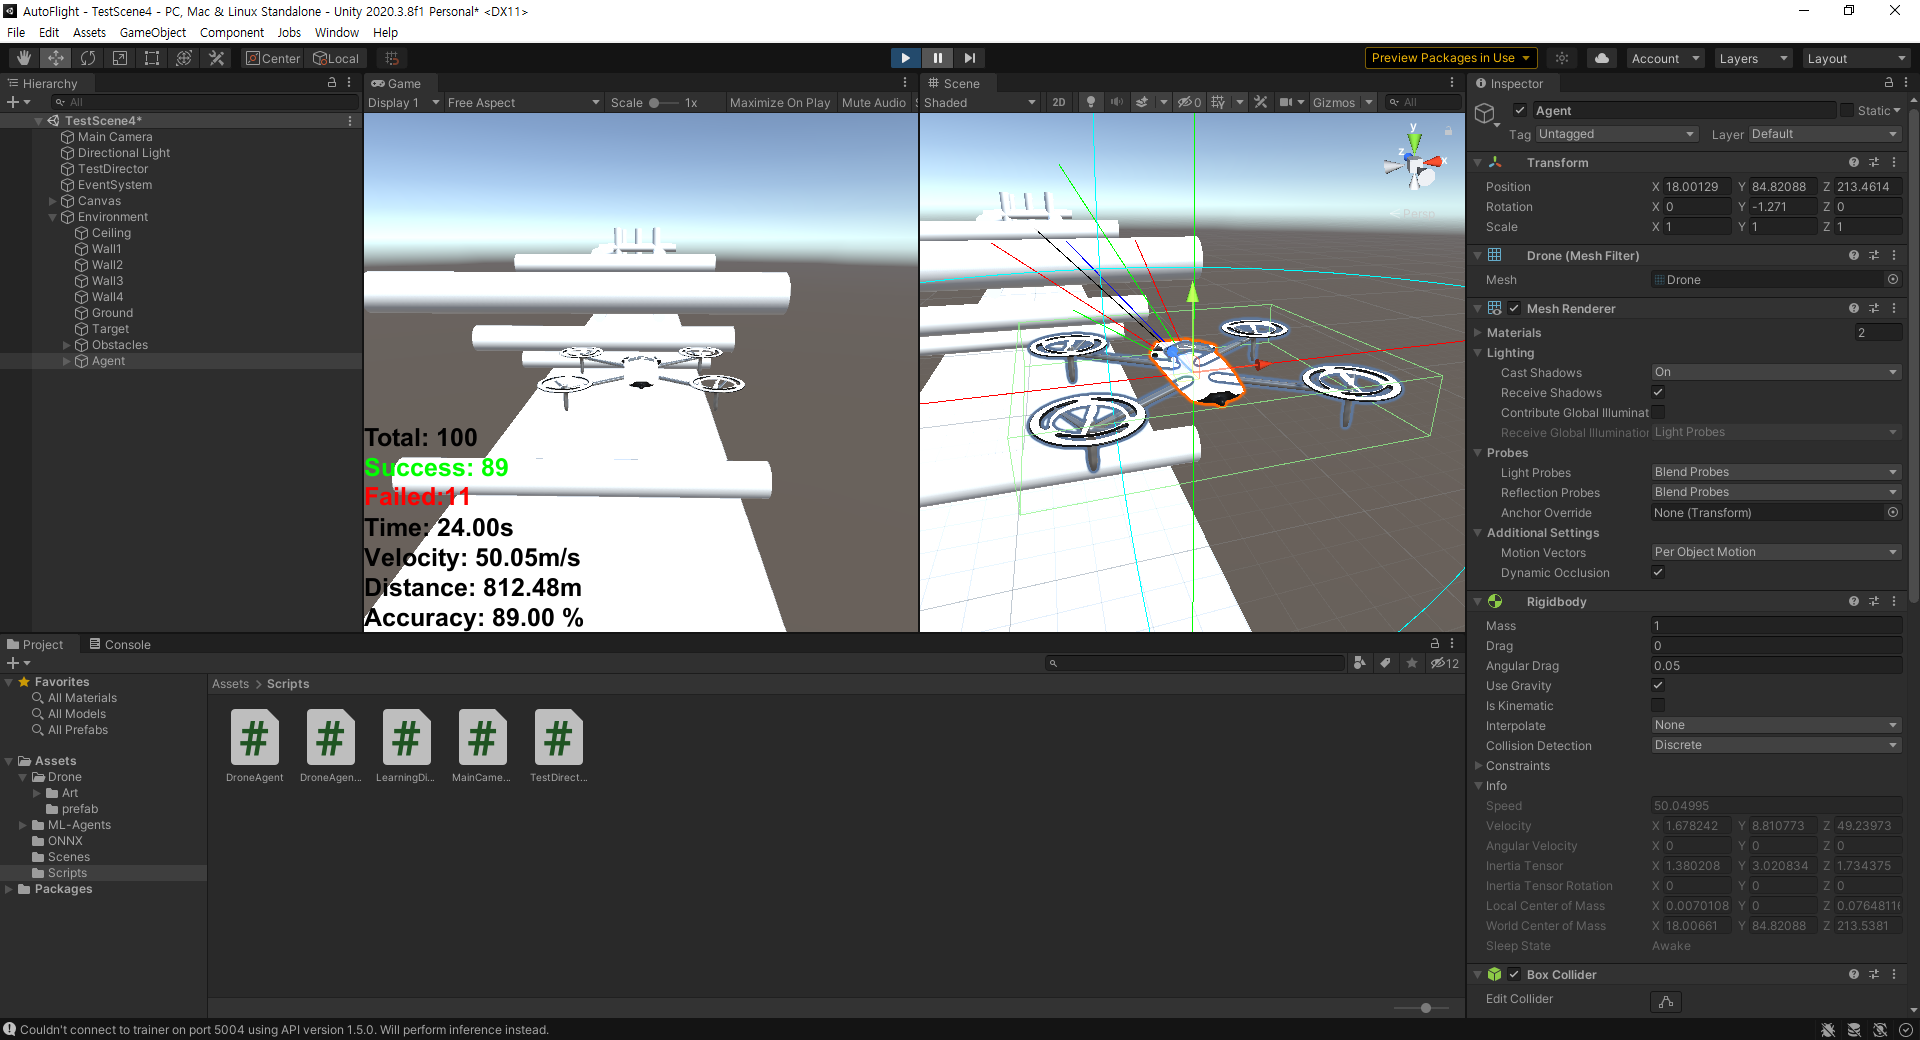 AutoFlight - TestScene4 - PC, Mac & Linux Standalone - Unity 2020.3.8f1 Personal* <DX11>
File Edit Assets GameObject Component Jobs Window Help
Center Local Preview Packages in Use Account Layers Layout
Hierarchy
All
TestScene4*
Main Camera
Directional Light
TestDirector
EventSystem
Canvas
Environment
Ceiling
Wall1
Wall2
Wall3
Wall4
Ground
Target
Obstacles
Agent
Game
Display 1 Free Aspect Scale 1x Maximize On Play Mute Audio S
Total: 100
Success: 89
Failed:11
Time: 24.00s
Velocity: 50.05m/s
Distance: 812.48m
Accuracy: 89.00 %
Scene
Shaded 2D 0 Gizmos All
y
z x
Persp
Inspector
Agent Static
Tag Untagged Layer Default
Transform
Position X 18.00129 Y 84.82088 Z 213.4614
Rotation X 0 Y -1.271 Z 0
Scale X 1 Y 1 Z 1
Drone (Mesh Filter)
Mesh Drone
Mesh Renderer
Materials 2
Lighting
Cast Shadows On
Receive Shadows
Contribute Global Illuminat
Receive Global Illumination Light Probes
Probes
Light Probes Blend Probes
Reflection Probes Blend Probes
Anchor Override None (Transform)
Additional Settings
Motion Vectors Per Object Motion
Dynamic Occlusion
Rigidbody
Mass 1
Drag 0
Angular Drag 0.05
Use Gravity
Is Kinematic
Interpolate None
Collision Detection Discrete
Constraints
Info
Speed 50.04995
Velocity X 1.678242 Y 8.810773 Z 49.23973
Angular Velocity X 0 Y 0 Z 0
Inertia Tensor X 1.380208 Y 3.020834 Z 1.734375
Inertia Tensor Rotation X 0 Y 0 Z 0
Local Center of Mass X 0.0070108 Y 0 Z 0.0764811
World Center of Mass X 18.00661 Y 84.82088 Z 213.5381
Sleep State Awake
Box Collider
Edit Collider
Project Console
12
Favorites
All Materials
All Models
All Prefabs
Assets
Drone
Art
prefab
ML-Agents
ONNX
Scenes
Scripts
Packages
Assets > Scripts
DroneAgent DroneAgen... LearningDi... MainCame... TestDirect...
Couldn't connect to trainer on port 5004 using API version 1.5.0. Will perform inference instead.